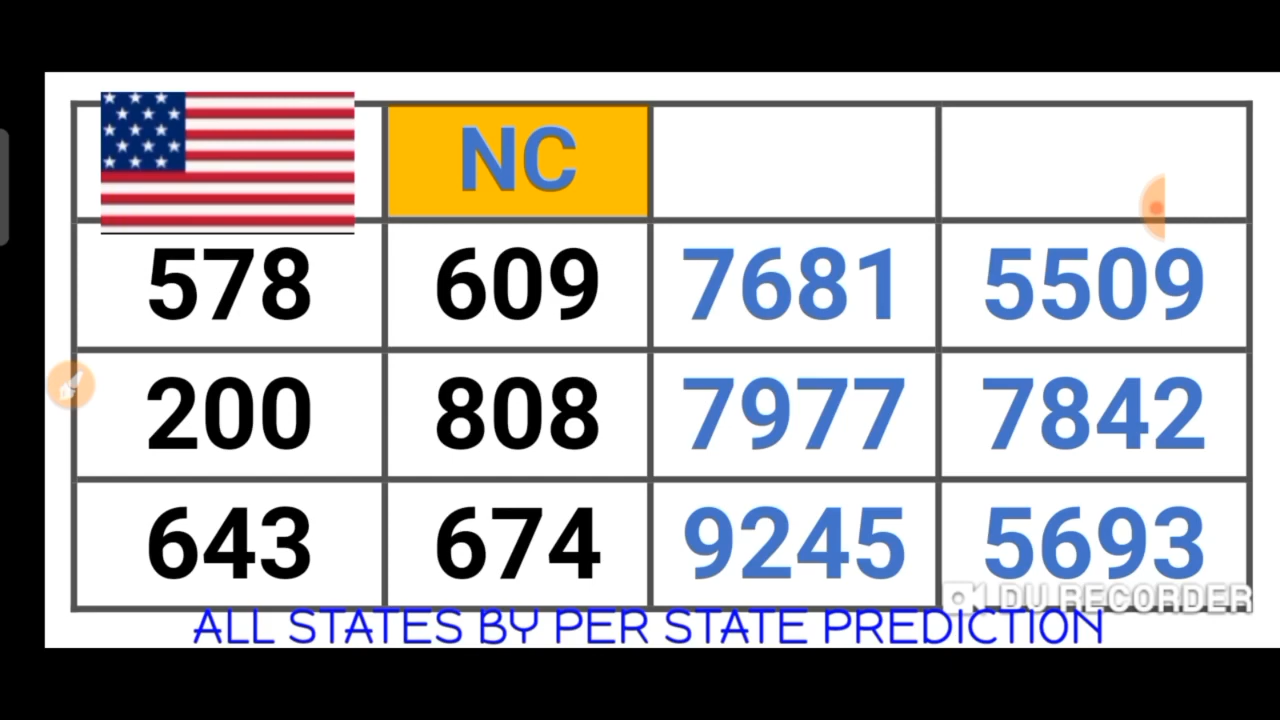 NC
578 609 7681 5509
200 808 7977 7842
643 674 9245 5693
DU RECORDER
ALL STATES BY PER STATE PREDICTION